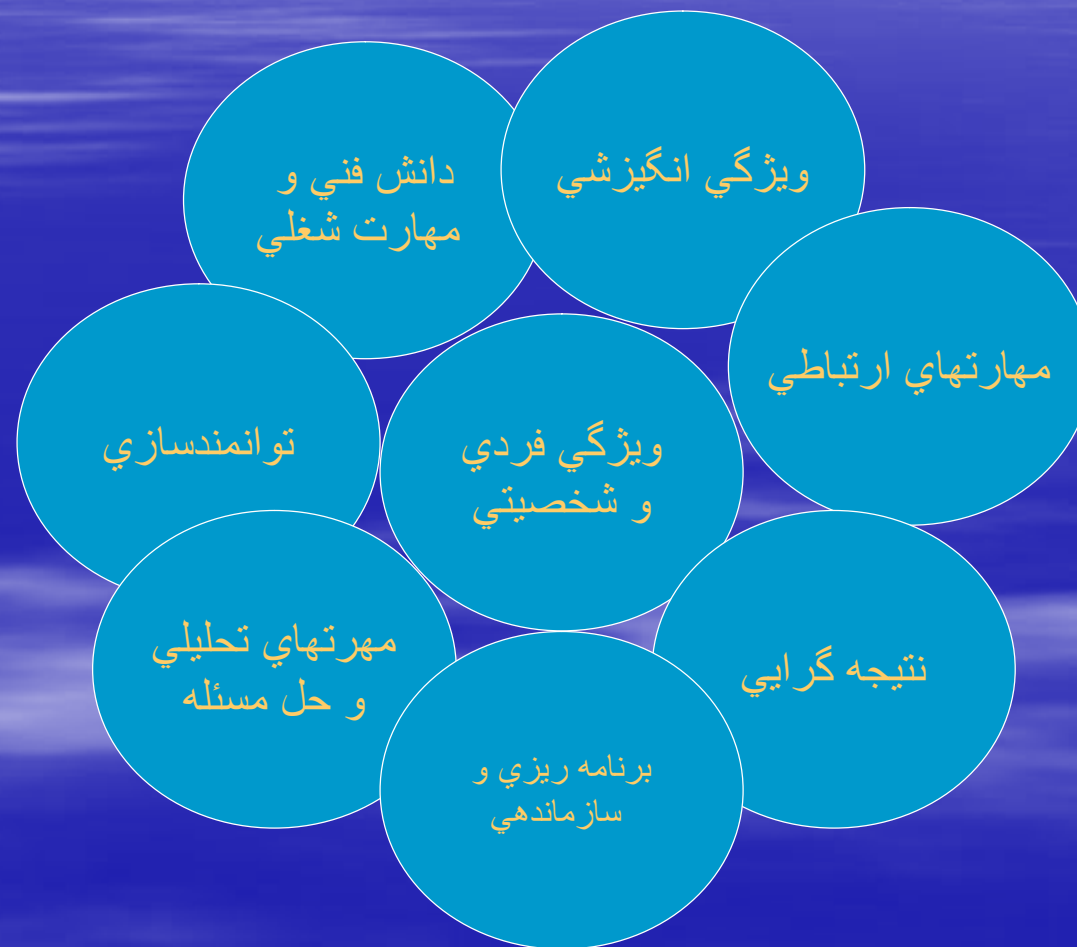 ويژگي انگيزشي
دانش فني و
مهارت شغلي
مهارتهاي ارتباطي
توانمندسازي
ويژگي فردي
و شخصيتي
مهرتهاي تحليلي
و حل مسئله
نتيجه گرايي
برنامه ريزي و
سازماندهي